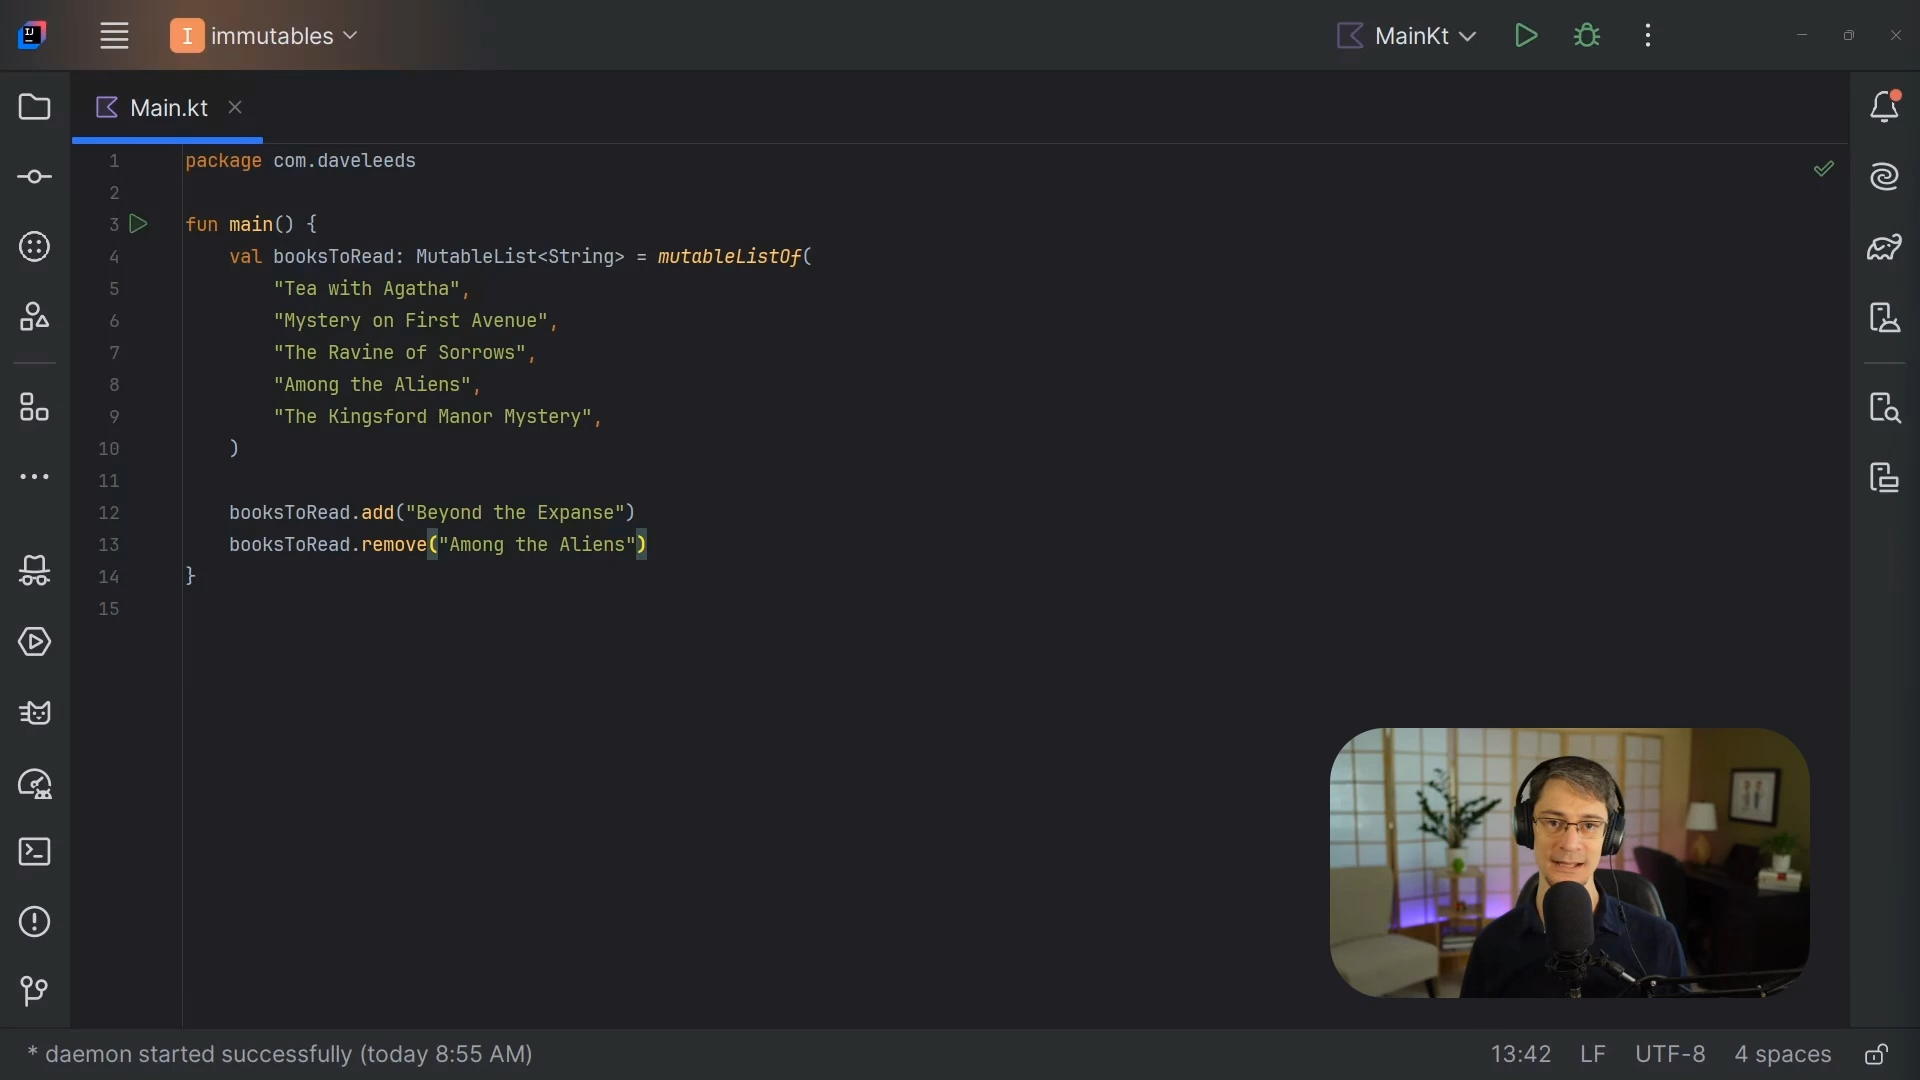 IJ
I immutables
MainKt
Main.kt
1 package com.daveleeds
2
3 fun main() {
4 val booksToRead: MutableList<String> = mutableListOf(
5 "Tea with Agatha",
6 "Mystery on First Avenue",
7 "The Ravine of Sorrows",
8 "Among the Aliens",
9 "The Kingsford Manor Mystery",
10 )
11
12 booksToRead.add("Beyond the Expanse")
13 booksToRead.remove("Among the Aliens")
14 }
15
* daemon started successfully (today 8:55 AM)
13:42 LF UTF-8 4 spaces